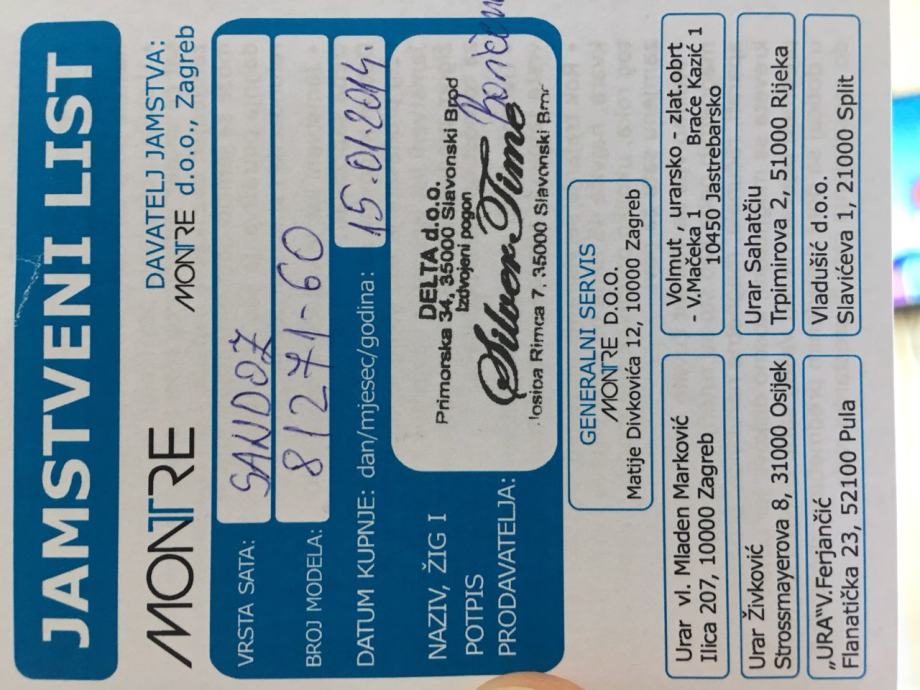 JAMSTVENI LIST
MONTRE
DAVATELJ JAMSTVA:
MONTRE d.o.o., Zagreb
VRSTA SATA: SANDOZ
BROJ MODELA: 81271-60
DATUM KUPNJE: dan/mjesec/godina: 15.01.2014.
NAZIV, ŽIG I
POTPIS
PRODAVATELJA:
DELTA d.o.o.
Primorska 34, 35000 Slavonski Brod
Izdvojeni pogon
Silver Time
Josipa Rimca 7, 35000 Slavonski Brod
GENERALNI SERVIS
MONTRE D.O.O.
Matije Divkovića 12, 10000 Zagreb
Urar vl. Mladen Marković
Ilica 207, 10000 Zagreb
Volmut , urarsko - zlat.obrt
- V.Mačeka 1 Braće Kazić 1
10450 Jastrebarsko
Urar Živković
Strossmayerova 8, 31000 Osijek
Urar Sahatčiu
Trpimirova 2, 51000 Rijeka
„URA“V.Ferjančić
Flanatička 23, 52100 Pula
Vladušić d.o.o.
Slavićeva 1, 21000 Split